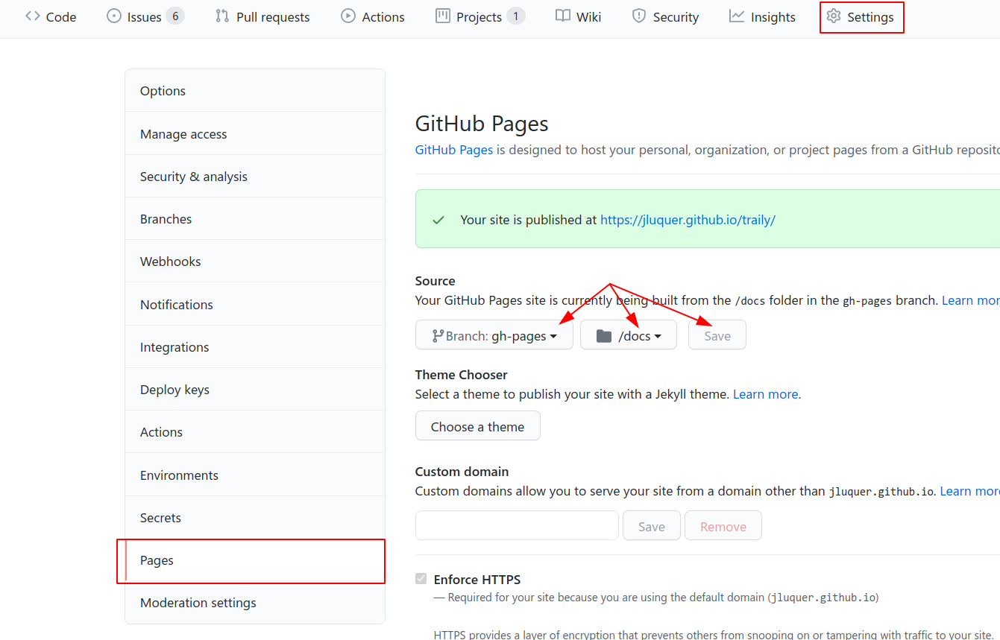 Code Issues 6 Pull requests Actions Projects 1 Wiki Security Insights Settings
Options
Manage access
Security & analysis
Branches
Webhooks
Notifications
Integrations
Deploy keys
Actions
Environments
Secrets
Pages
Moderation settings
GitHub Pages
GitHub Pages is designed to host your personal, organization, or project pages from a GitHub
Your site is published at https://jluquer.github.io/traily/
Source
Your GitHub Pages site is currently being built from the /docs folder in the gh-pages branch. Learn
Branch: gh-pages /docs Save
Theme Chooser
Select a theme to publish your site with a Jekyll theme. Learn more.
Choose a theme
Custom domain
Custom domains allow you to serve your site from a domain other than jluquer.github.io. Learn
Save Remove
Enforce HTTPS
— Required for your site because you are using the default domain (jluquer.github.io)
HTTPS provides a layer of encryption that prevents others from snooping on or tampering with traffic to your site.